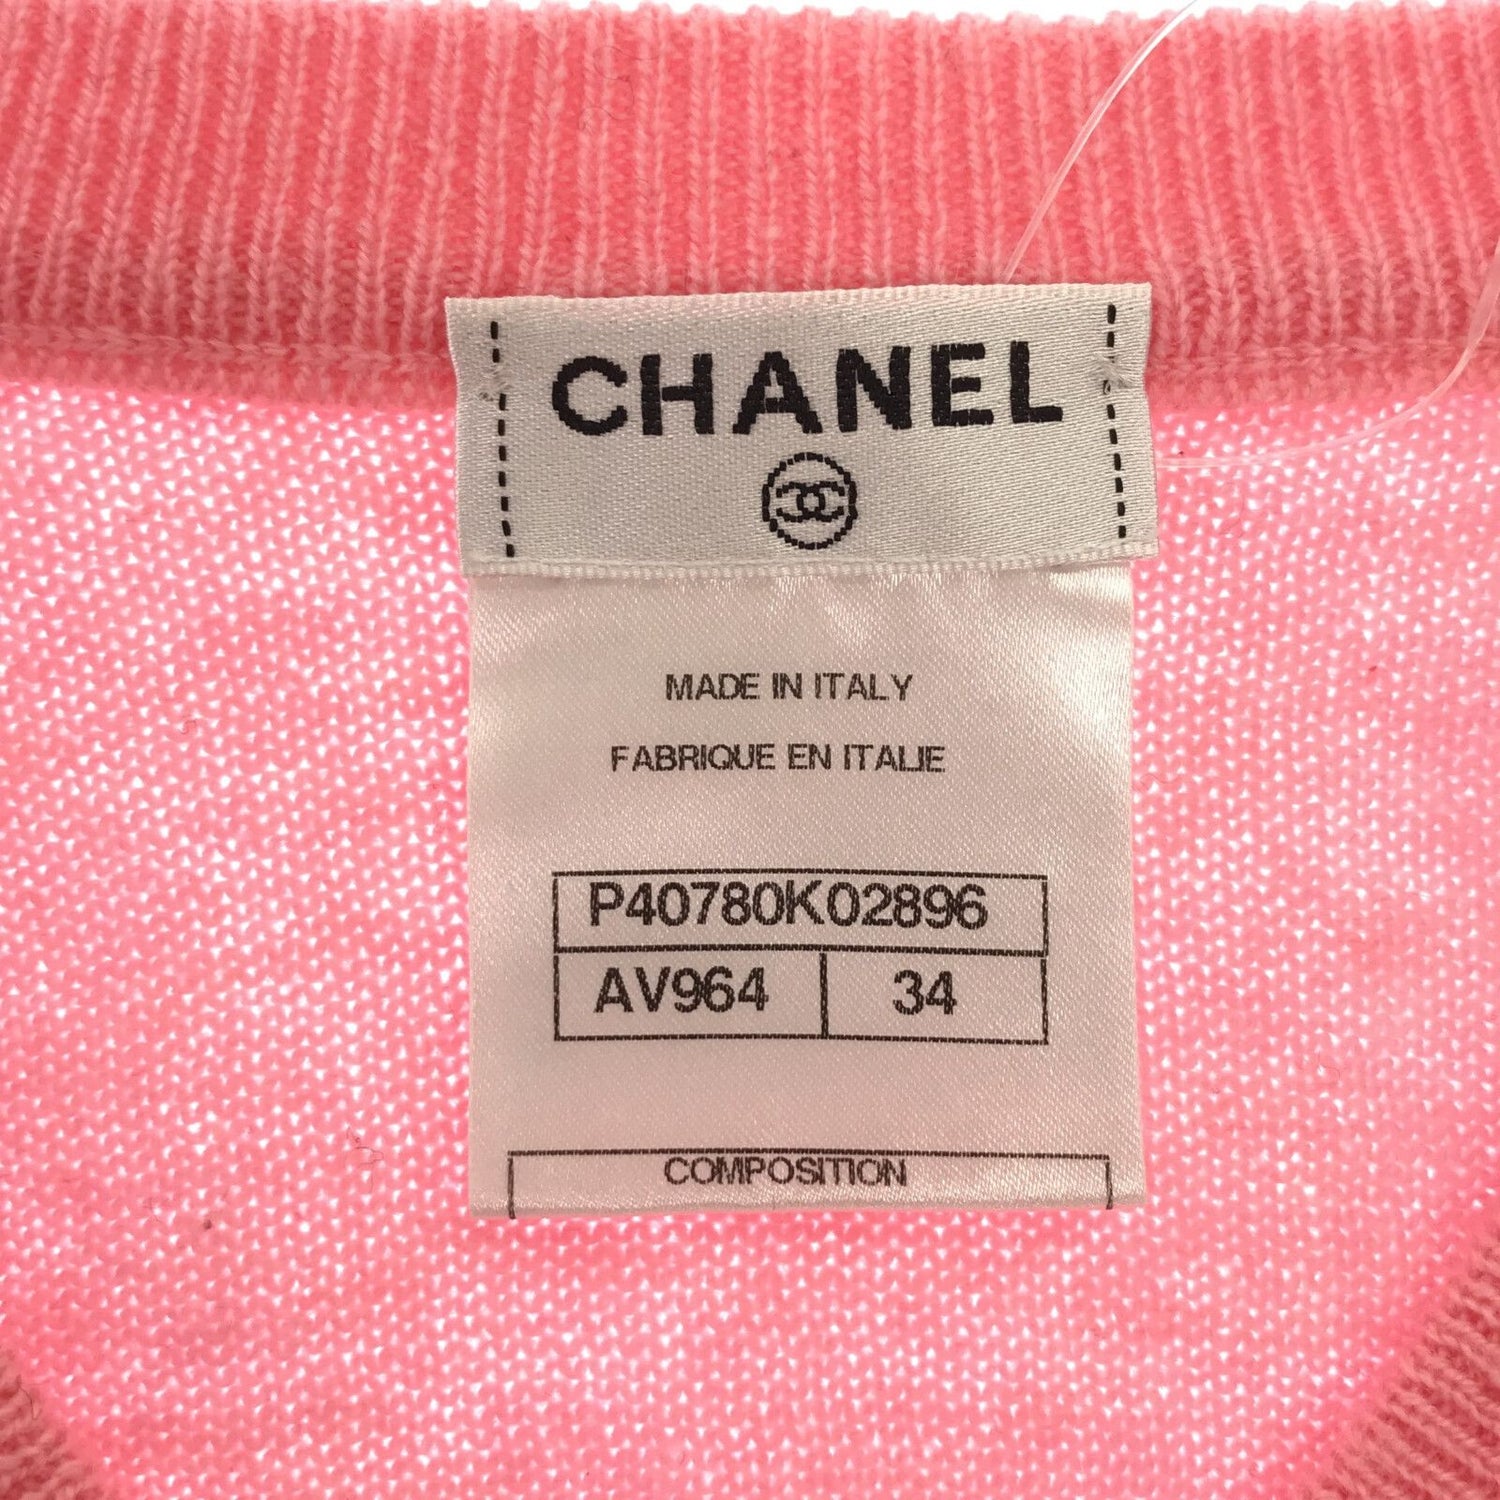 CHANEL
MADE IN ITALY
FABRIQUE EN ITALIE
P40780K02896
AV964 34
COMPOSITION